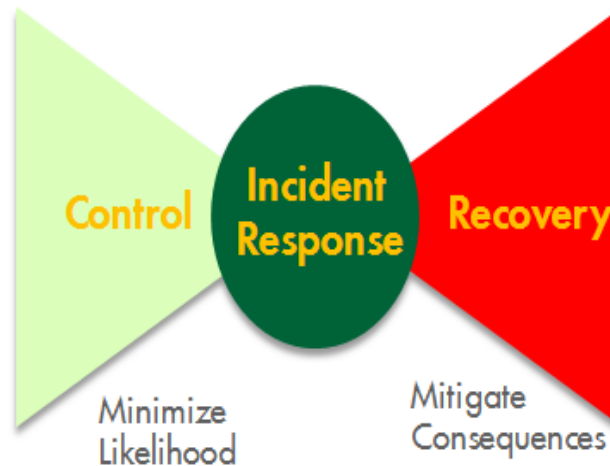 Control
Incident
Response
Recovery
Minimize
Likelihood
Mitigate
Consequences